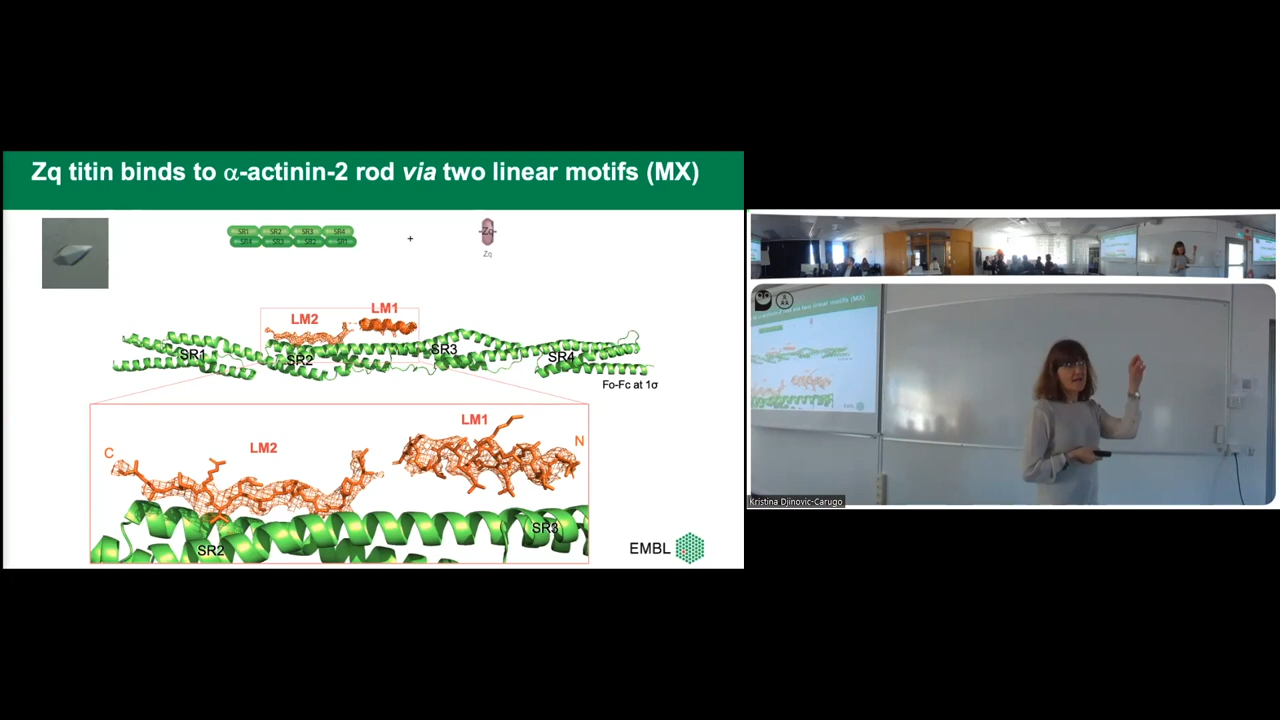 Zq titin binds to α-actinin-2 rod via two linear motifs (MX)
SR1 SR2 SR3 SR4
+
-Zq-
Zq
LM2
LM1
SR1
SR2
SR3
SR4
Fo-Fc at 1σ
C
LM2
LM1
N
SR2
SR3
EMBL
Kristina Djinovic-Carugo